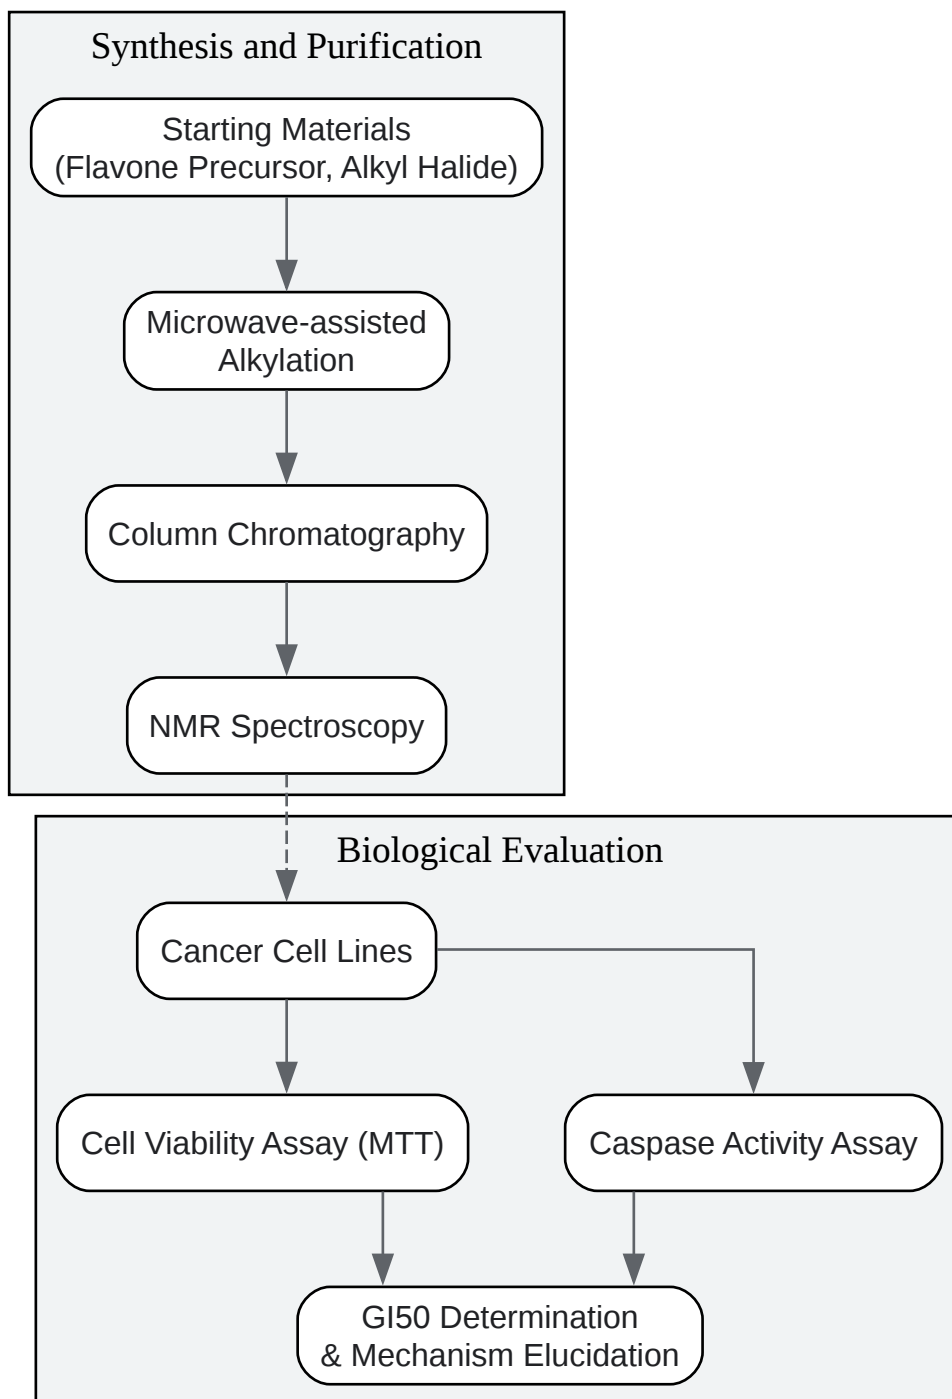 Synthesis and Purification
Starting Materials
(Flavone Precursor, Alkyl Halide)
Microwave-assisted
Alkylation
Column Chromatography
NMR Spectroscopy
Biological Evaluation
Cancer Cell Lines
Cell Viability Assay (MTT)
Caspase Activity Assay
GI50 Determination
& Mechanism Elucidation